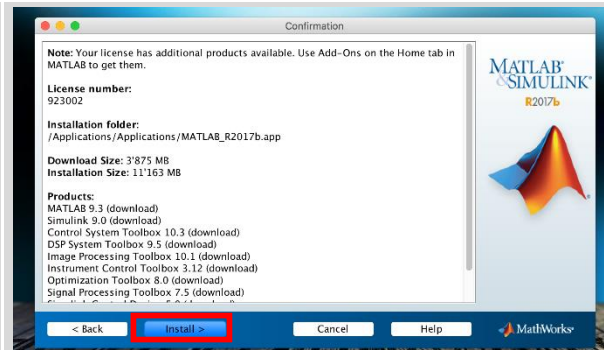 Confirmation
Note: Your license has additional products available. Use Add-Ons on the Home tab in
MATLAB to get them.
License number:
923002
Installation folder:
/Applications/Applications/MATLAB_R2017b.app
Download Size: 3'875 MB
Installation Size: 11'163 MB
Products:
MATLAB 9.3 (download)
Simulink 9.0 (download)
Control System Toolbox 10.3 (download)
DSP System Toolbox 9.5 (download)
Image Processing Toolbox 10.1 (download)
Instrument Control Toolbox 3.12 (download)
Optimization Toolbox 8.0 (download)
Signal Processing Toolbox 7.5 (download)
MATLAB®
&SIMULINK®
R2017b
< Back
Install >
Cancel
Help
MathWorks®